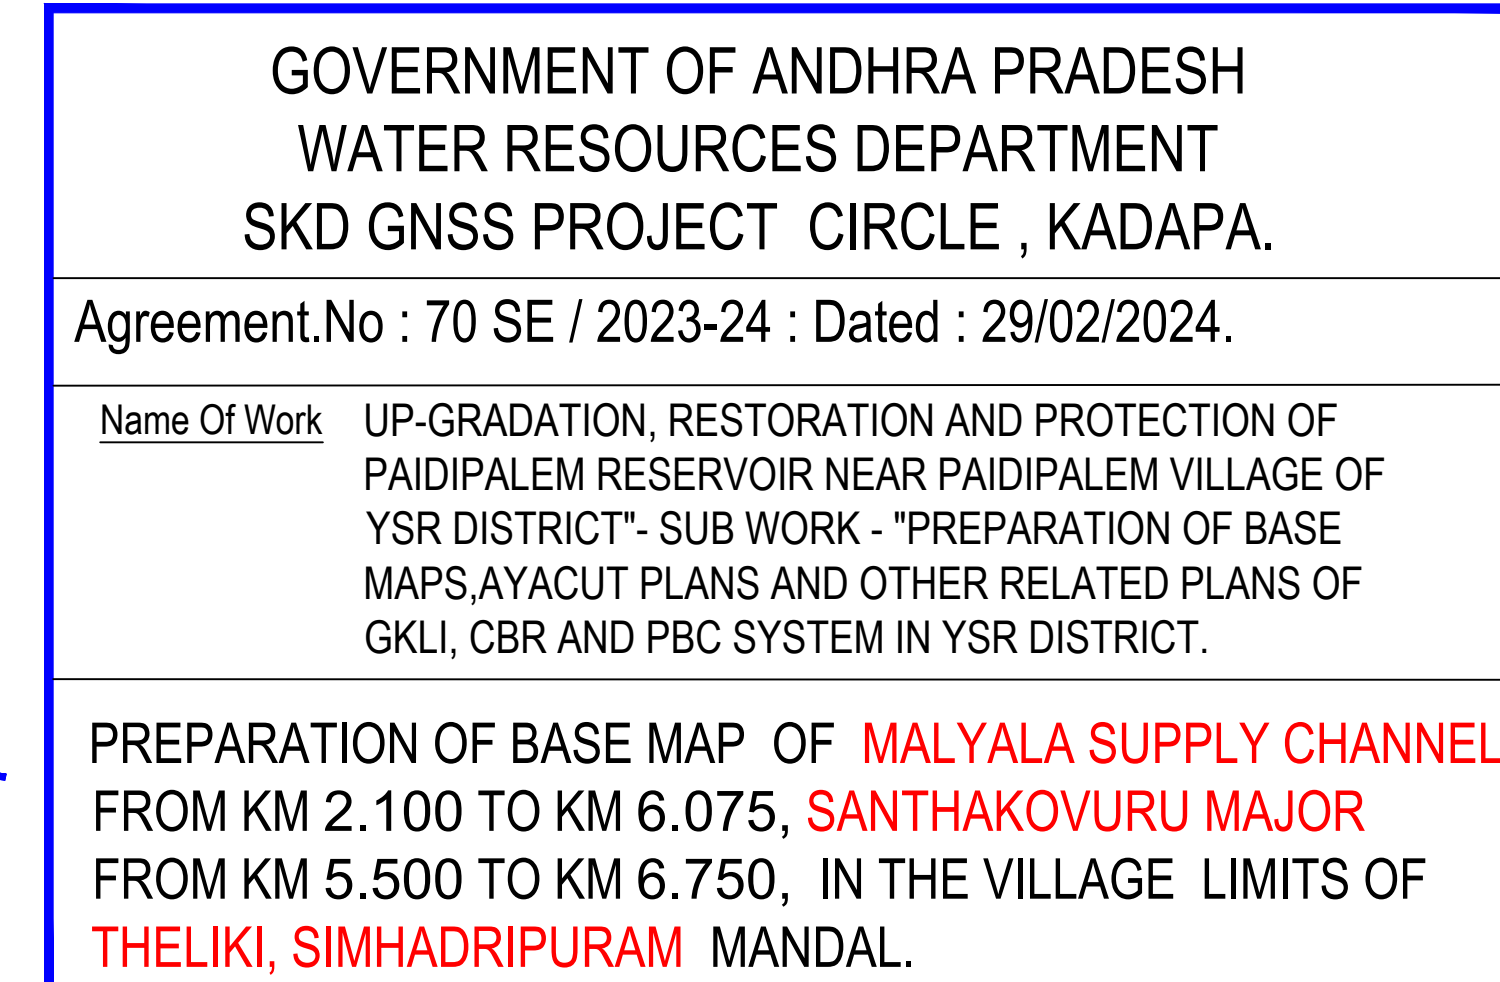 GOVERNMENT OF ANDHRA PRADESH
WATER RESOURCES DEPARTMENT
SKD GNSS PROJECT CIRCLE , KADAPA.
Agreement.No : 70 SE / 2023-24 : Dated : 29/02/2024.
Name Of Work UP-GRADATION, RESTORATION AND PROTECTION OF
PAIDIPALEM RESERVOIR NEAR PAIDIPALEM VILLAGE OF
YSR DISTRICT"- SUB WORK - "PREPARATION OF BASE
MAPS,AYACUT PLANS AND OTHER RELATED PLANS OF
GKLI, CBR AND PBC SYSTEM IN YSR DISTRICT.
PREPARATION OF BASE MAP OF MALYALA SUPPLY CHANNEL
FROM KM 2.100 TO KM 6.075, SANTHAKOVURU MAJOR
FROM KM 5.500 TO KM 6.750, IN THE VILLAGE LIMITS OF
THELIKI, SIMHADRIPURAM MANDAL.